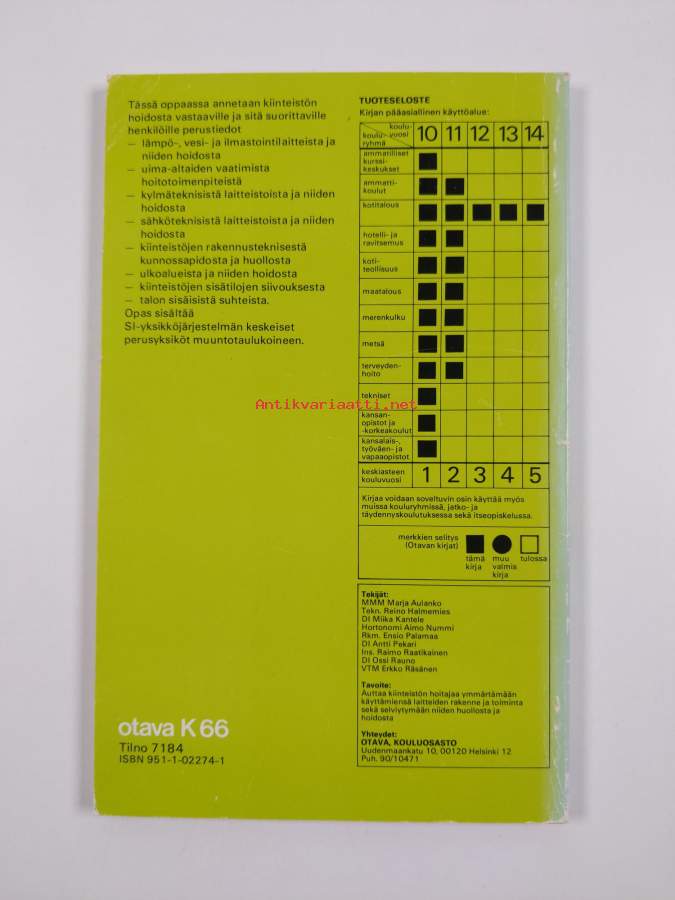 Tässä oppaassa annetaan kiinteistön
hoidosta vastaaville ja sitä suorittaville
henkilöille perustiedot
— lämpö-, vesi- ja ilmastointilaitteista ja
niiden hoidosta
— uima-altaiden vaatimista
hoitotoimenpiteistä
— kylmäteknisistä laitteistoista ja niiden
hoidosta
— sähköteknisistä laitteistoista ja niiden
hoidosta
— kiinteistöjen rakennusteknisestä
kunnossapidosta ja huollosta
— ulkoalueista ja niiden hoidosta
— kiinteistöjen sisätilojen siivouksesta
— talon sisäisistä suhteista.
Opas sisältää
SI-yksikköjärjestelmän keskeiset
perusyksiköt muuntotaulukoineen.
otava K 66
Tilno 7184
ISBN 951-1-02274-1
TUOTESELOSTE
Kirjan pääasiallinen käyttöalue:
koulu-vuosi 10 11 12 13 14
koulu-
ryhmä
ammatilliset
kurssi-
keskukset
ammatti-
koulut
kotitalous
hotelli- ja
ravitsemus
koti-
teollisuus
maatalous
merenkulku
metsä
terveyden-
hoito
tekniset
kansan-
opistot ja
-korkeakoulut
kansalais-,
työväen- ja
vapaaopistot
keskiasteen
kouluvuosi 1 2 3 4 5
Kirjaa voidaan soveltuvin osin käyttää myös
muissa kouluryhmissä, jatko- ja
täydennyskoulutuksessa sekä itseopiskelussa.
merkkien selitys
(Otavan kirjat)
tämä
kirja
muu
valmis
kirja
tulossa
Tekijät:
MMM Marja Aulanko
Tekn. Reino Halmemies
DI Miika Kantele
Hortonomi Aimo Nummi
Rkm. Ensio Palamaa
DI Antti Pekari
Ins. Raimo Raatikainen
DI Ossi Rauno
VTM Erkko Räsänen
Tavoite:
Auttaa kiinteistön hoitajaa ymmärtämään
käyttämiensä laitteiden rakenne ja toiminta
sekä selviytymään niiden huollosta ja
hoidosta
Yhteydet:
OTAVA, KOULUOSASTO
Uudenmaankatu 10, 00120 Helsinki 12
Puh. 90/10471
Antikvariaatti.net